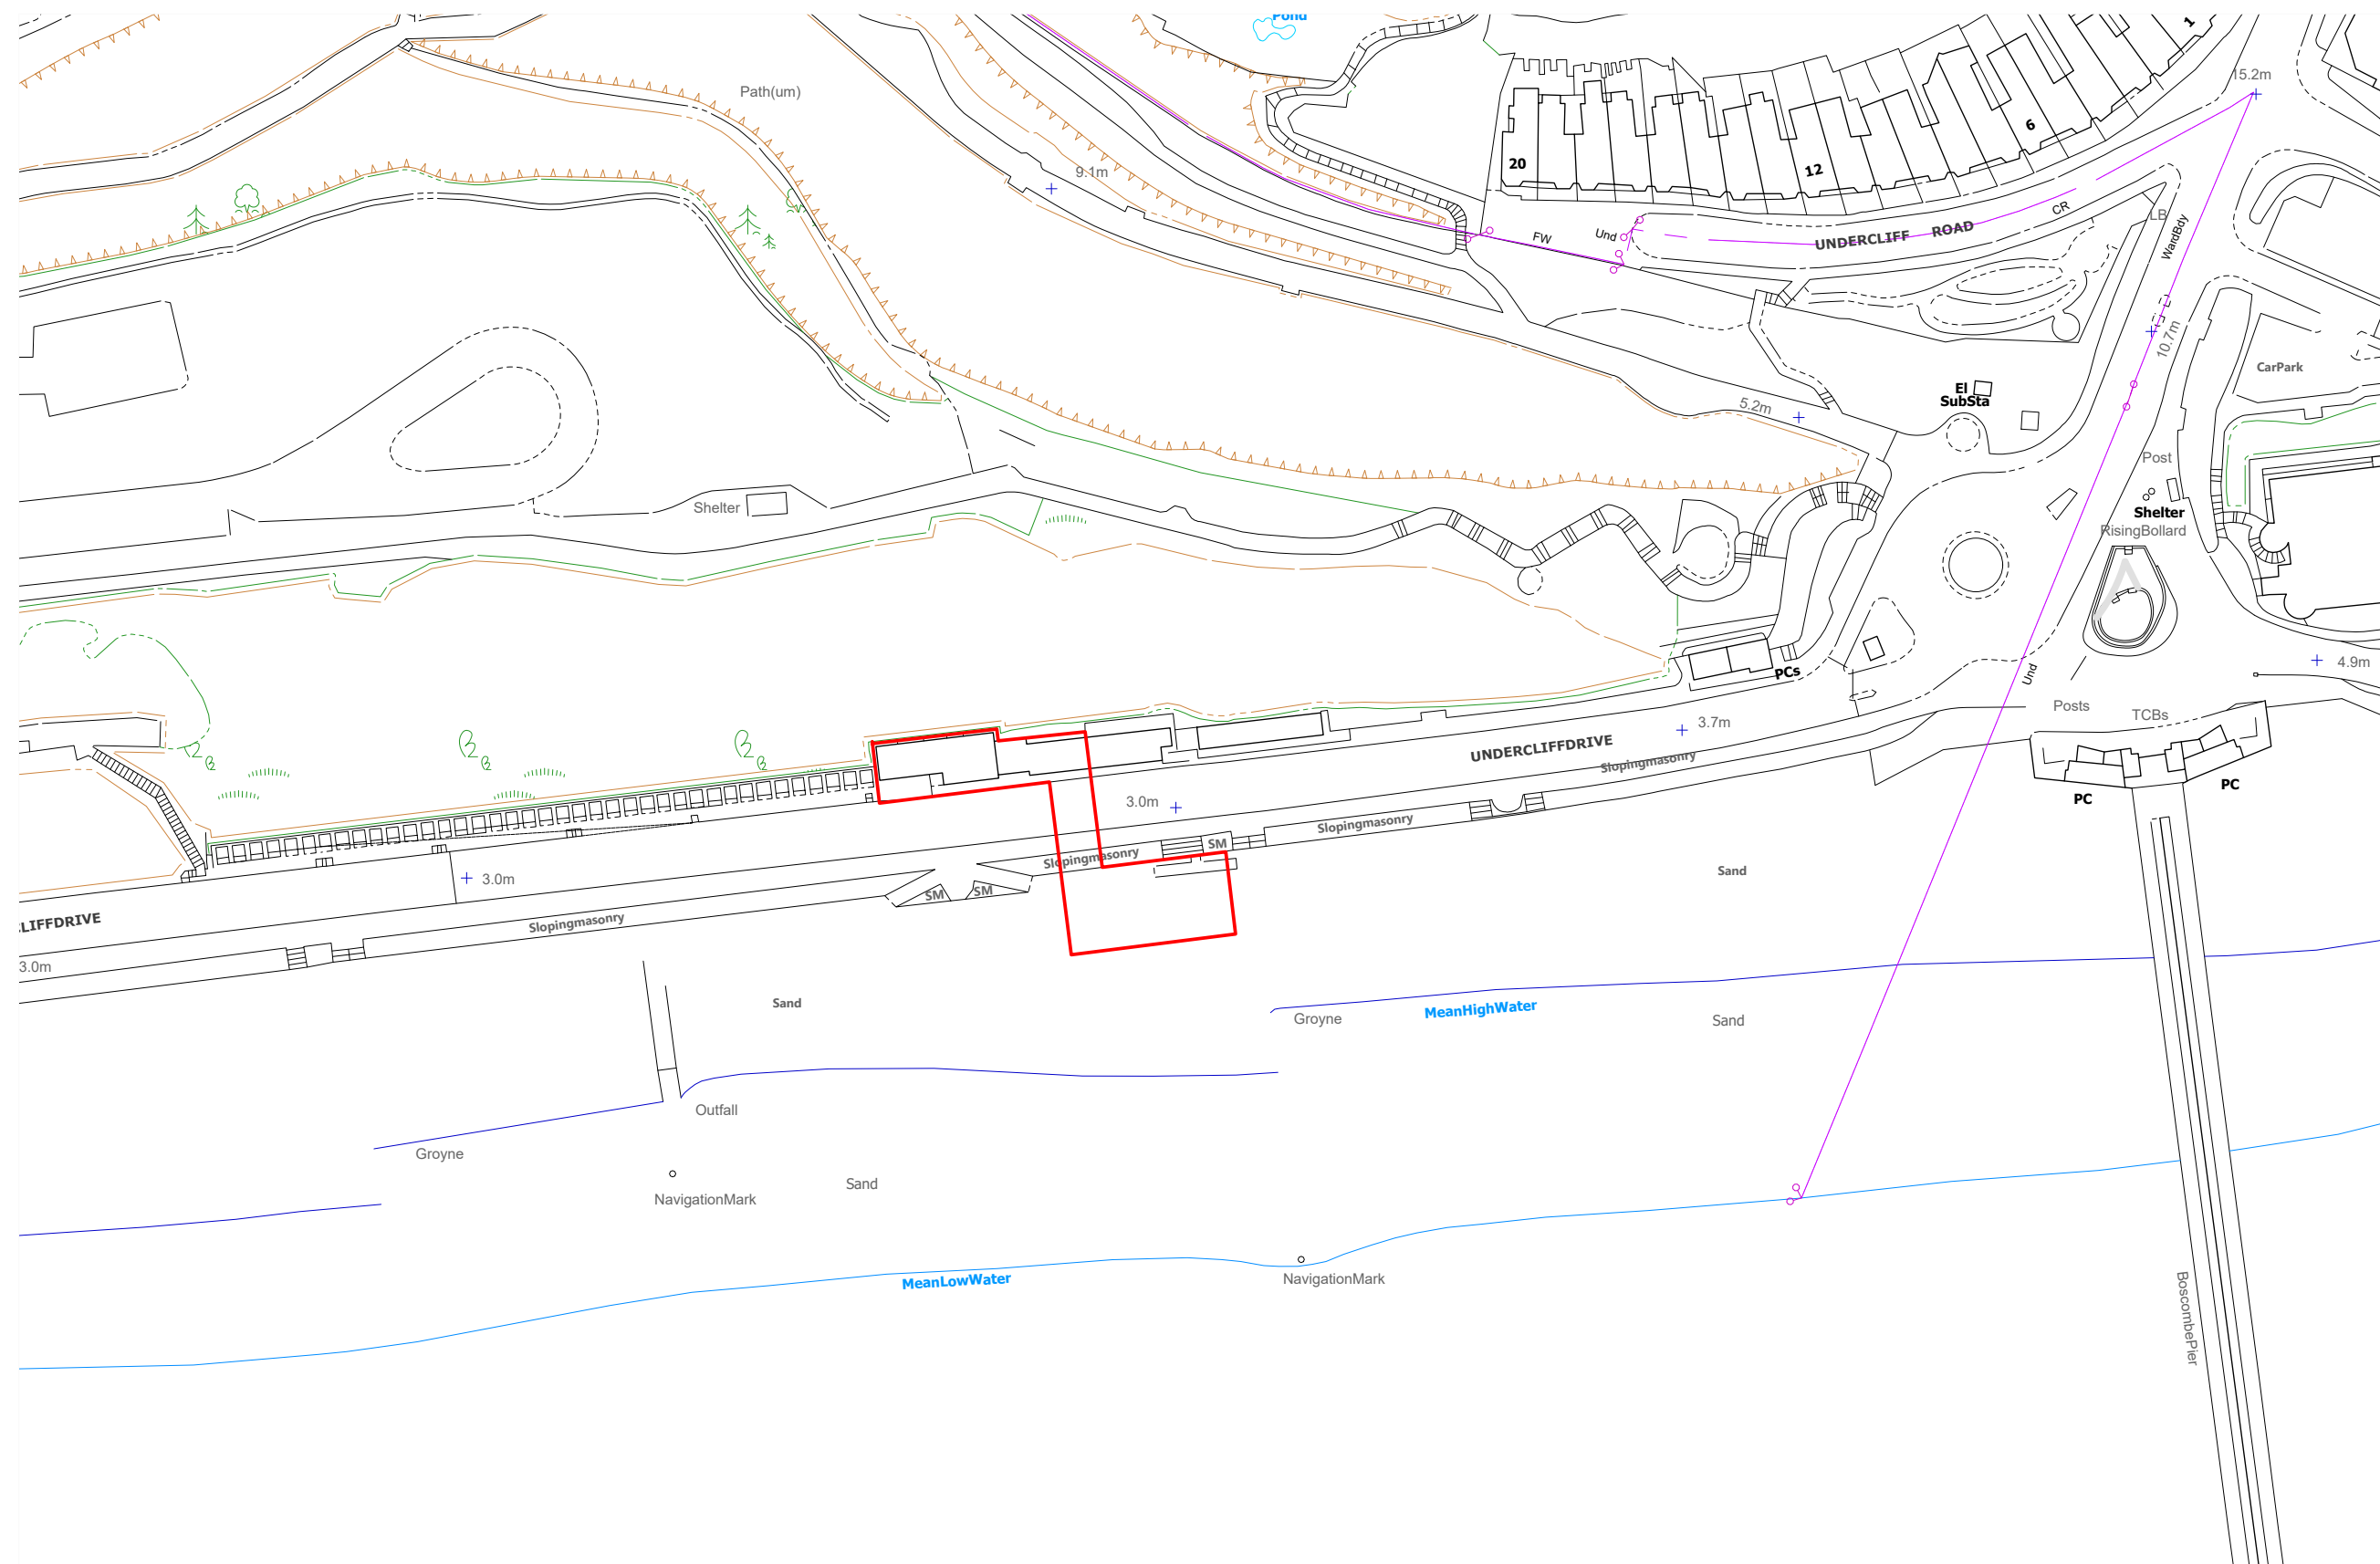 Pond
1
15.2m
Path(um)
6
20
12
9.1m
CR
LB
UNDERCLIFF ROAD
Und
FW
WardBdy
10.7m
CarPark
El
SubSta
5.2m
Post
Shelter
Shelter
RisingBollard
4.9m
PCs
Und
Posts
TCBs
3.7m
UNDERCLIFFDRIVE
Slopingmasonry
PC
PC
3.0m
Slopingmasonry
SM
Slopingmasonry
Sand
3.0m
SM
SM
LIFFDRIVE
Slopingmasonry
3.0m
Sand
MeanHighWater
Groyne
Sand
Outfall
Groyne
Sand
NavigationMark
MeanLowWater
NavigationMark
BoscombePier